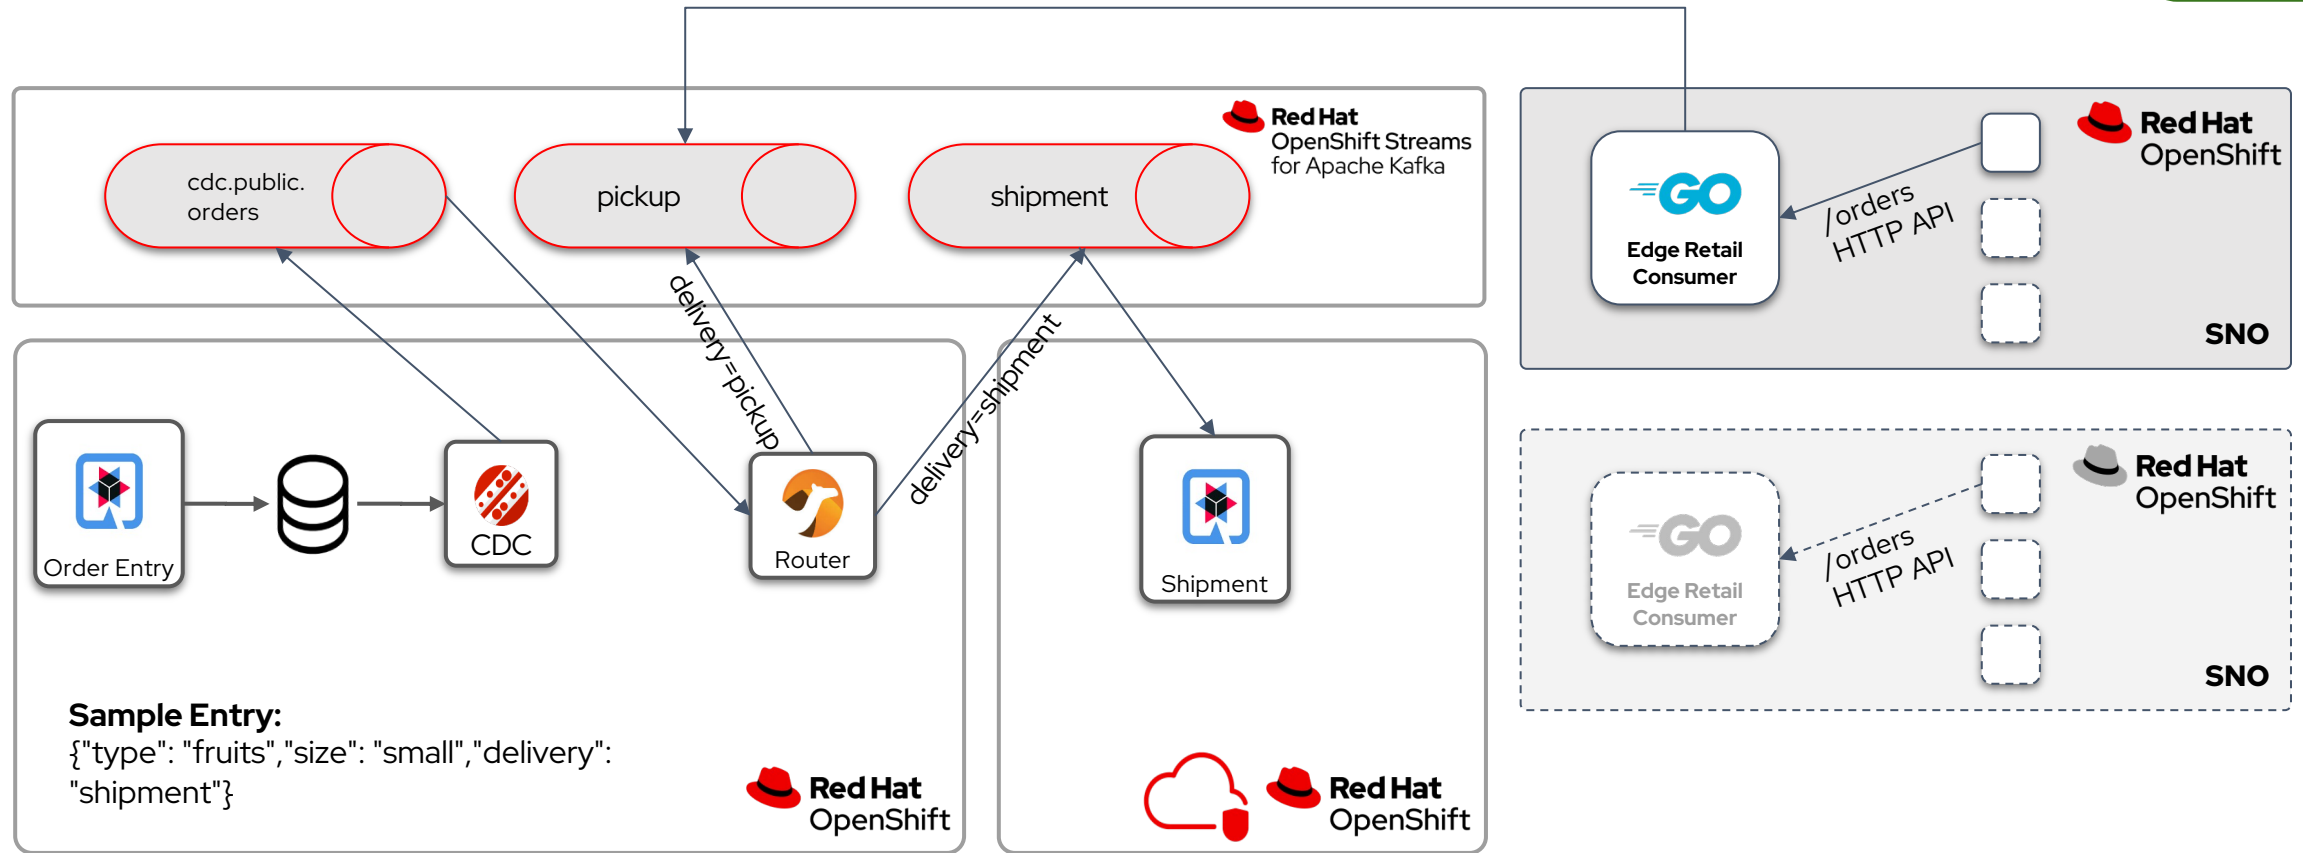 Red Hat
OpenShift Streams
for Apache Kafka
cdc.public.
orders
pickup
shipment
GO
Edge Retail
Consumer
/orders
HTTP API
Red Hat
OpenShift
SNO
delivery=pickup
delivery=shipment
Order Entry
CDC
Router
Shipment
GO
Edge Retail
Consumer
/orders
HTTP API
Red Hat
OpenShift
SNO
Sample Entry:
{"type": "fruits","size": "small","delivery":
"shipment"}
Red Hat
OpenShift
Red Hat
OpenShift